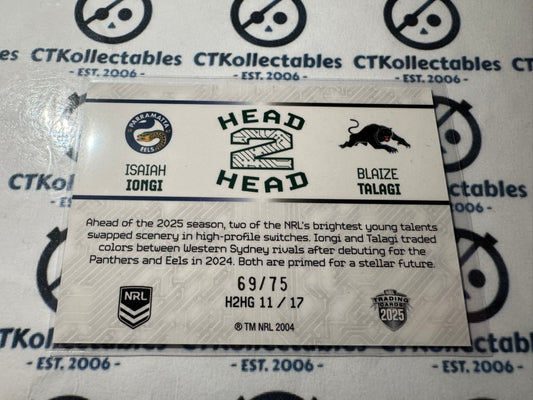 CTKollectables
- EST. 2006 -
CTKollectables
- EST. 2006 -
CTKollectables
- EST. 2006 -
PARRAMATTA
EELS
ISAIAH
IONGI
HEAD
2
HEAD
BLAIZE
TALAGI
Ahead of the 2025 season, two of the NRL's brightest young talents
swapped scenery in high-profile switches. Iongi and Talagi traded
colors between Western Sydney rivals after debuting for the
Panthers and Eels in 2024. Both are primed for a stellar future.
69/75
H2HG 11 / 17
NRL
TRADING
CARDS
2025
® TM NRL 2004
- EST. 2006 -
- EST. 2006 -
- EST. 2006 -